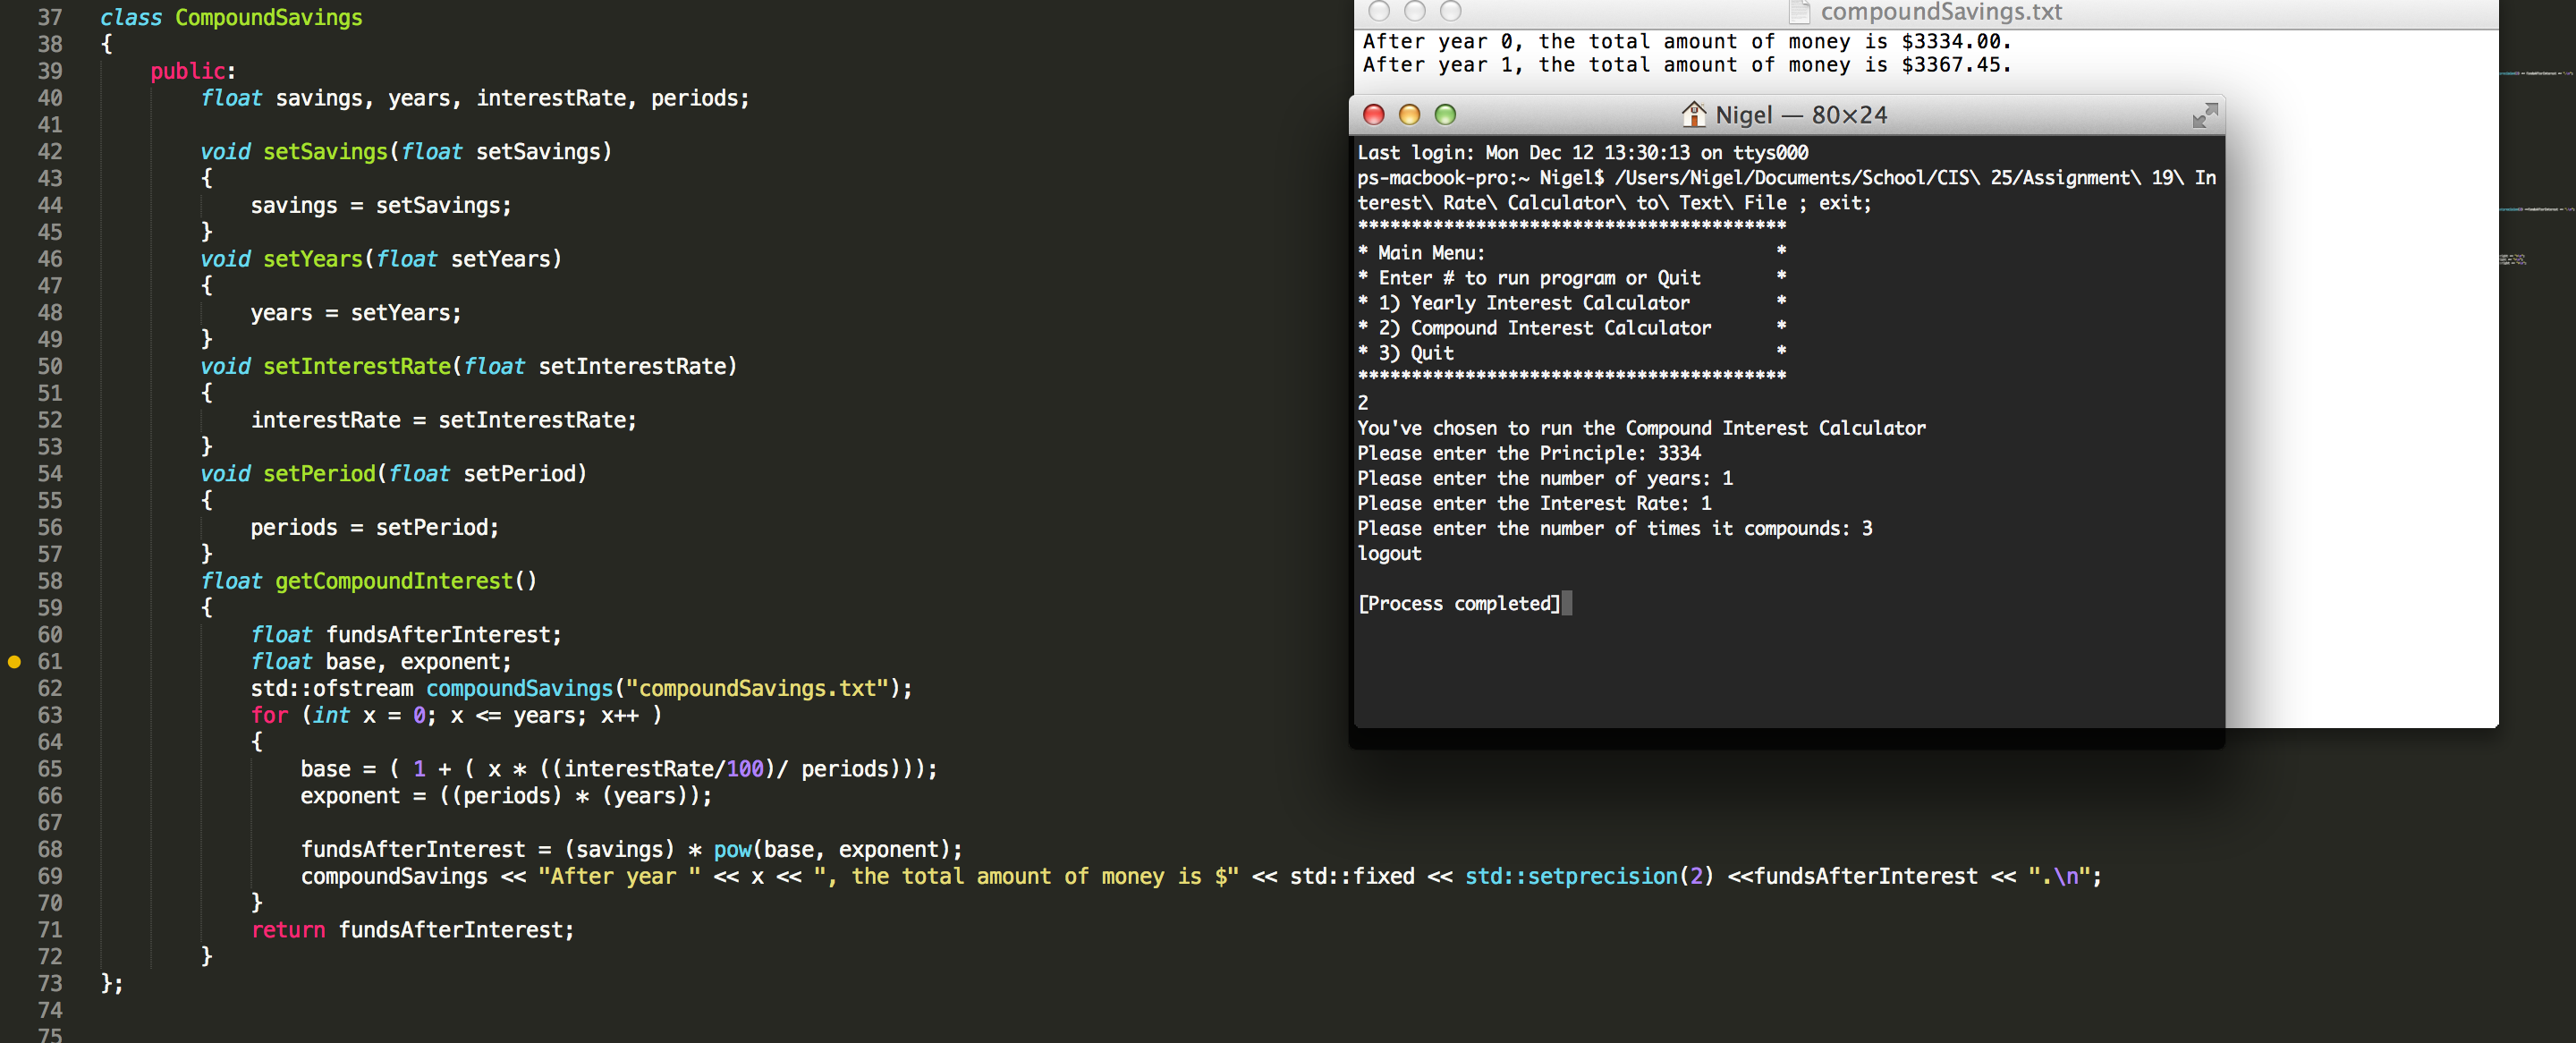 37 class CompoundSavings
38 {
39 public:
40 float savings, years, interestRate, periods;
41
42 void setSavings(float setSavings)
43 {
44 savings = setSavings;
45 }
46 void setYears(float setYears)
47 {
48 years = setYears;
49 }
50 void setInterestRate(float setInterestRate)
51 {
52 interestRate = setInterestRate;
53 }
54 void setPeriod(float setPeriod)
55 {
56 periods = setPeriod;
57 }
58 float getCompoundInterest()
59 {
60 float fundsAfterInterest;
61 float base, exponent;
62 std::ofstream compoundSavings("compoundSavings.txt");
63 for (int x = 0; x <= years; x++ )
64 {
65 base = ( 1 + ( x * ((interestRate/100)/ periods)));
66 exponent = ((periods) * (years));
67
68 fundsAfterInterest = (savings) * pow(base, exponent);
69 compoundSavings << "After year " << x << ", the total amount of money is $" << std::fixed << std::setprecision(2) <<fundsAfterInterest << ".\n";
70 }
71 return fundsAfterInterest;
72 }
73 };
74
75
compoundSavings.txt
After year 0, the total amount of money is $3334.00.
After year 1, the total amount of money is $3367.45.
Nigel — 80×24
Last login: Mon Dec 12 13:30:13 on ttys000
ps-macbook-pro:~ Nigel$ /Users/Nigel/Documents/School/CIS\ 25/Assignment\ 19\ In
terest\ Rate\ Calculator\ to\ Text\ File ; exit;
****************************************
* Main Menu: *
* Enter # to run program or Quit *
* 1) Yearly Interest Calculator *
* 2) Compound Interest Calculator *
* 3) Quit *
****************************************
2
You've chosen to run the Compound Interest Calculator
Please enter the Principle: 3334
Please enter the number of years: 1
Please enter the Interest Rate: 1
Please enter the number of times it compounds: 3
logout
[Process completed]